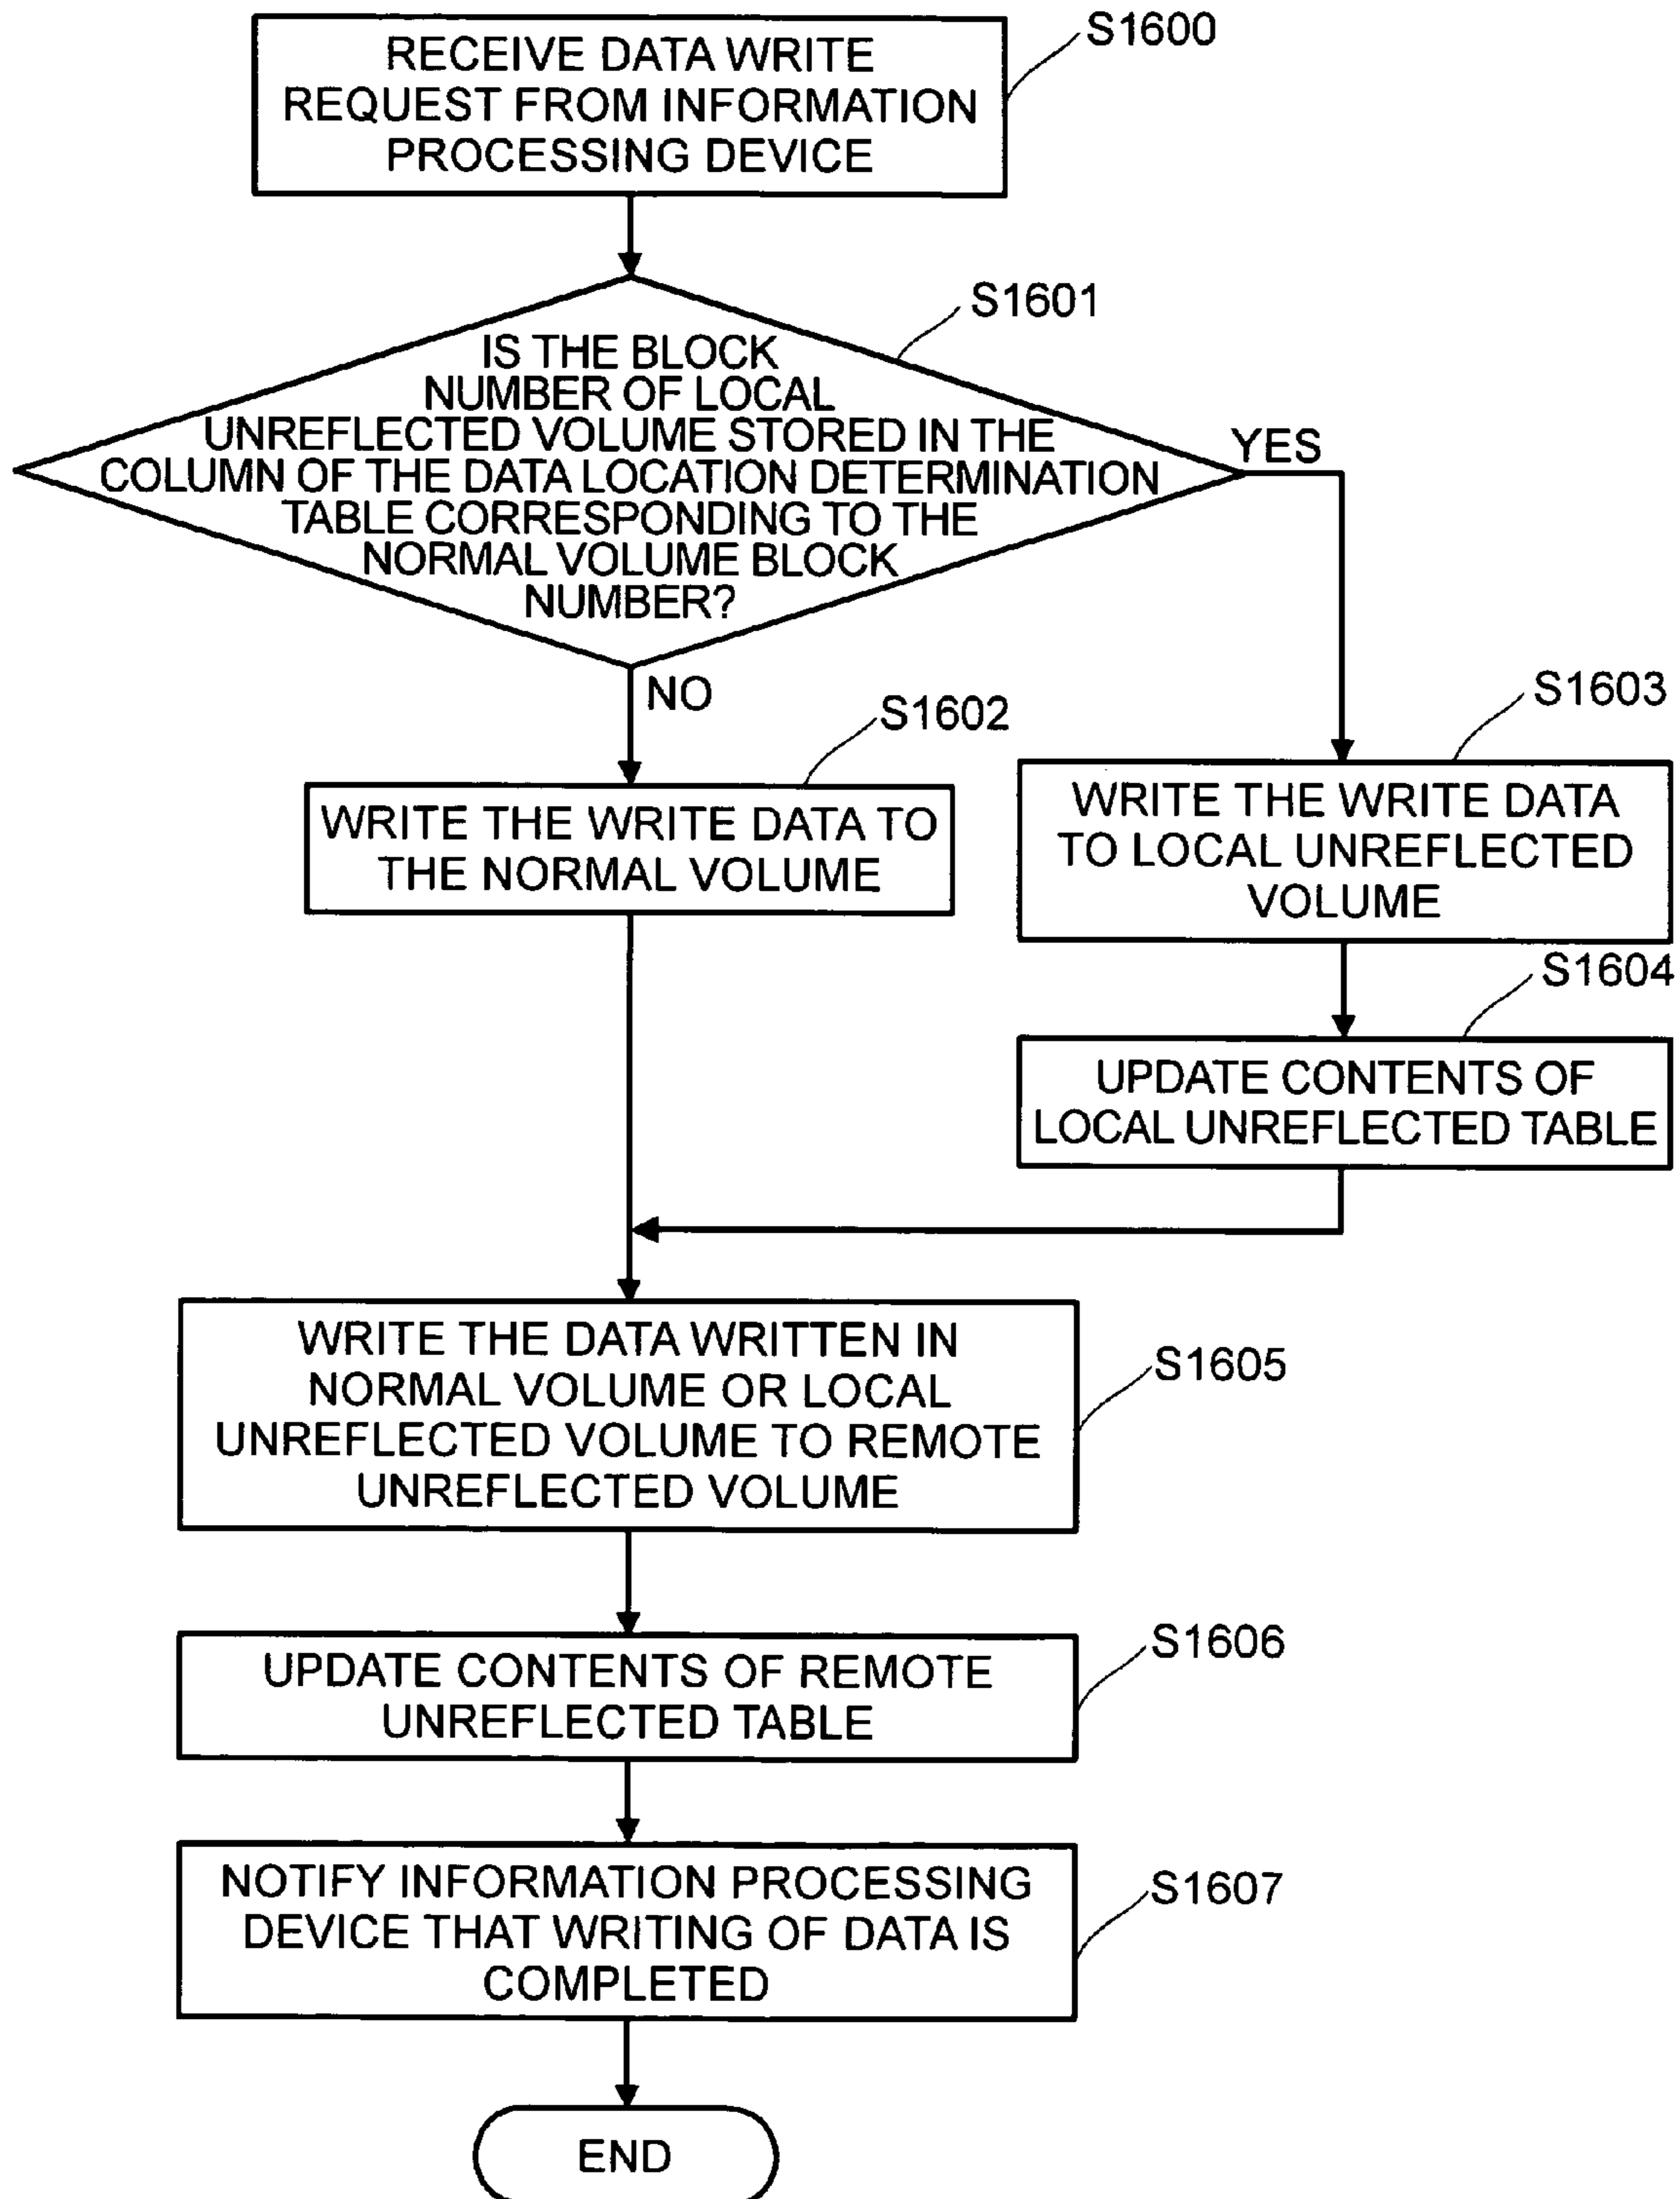 RECEIVE DATA WRITE
REQUEST FROM INFORMATION
PROCESSING DEVICE
S1600
IS THE BLOCK
NUMBER OF LOCAL
UNREFLECTED VOLUME STORED IN THE
COLUMN OF THE DATA LOCATION DETERMINATION
TABLE CORRESPONDING TO THE
NORMAL VOLUME BLOCK
NUMBER?
S1601
YES
NO
S1602
WRITE THE WRITE DATA TO
THE NORMAL VOLUME
S1603
WRITE THE WRITE DATA
TO LOCAL UNREFLECTED
VOLUME
S1604
UPDATE CONTENTS OF
LOCAL UNREFLECTED TABLE
WRITE THE DATA WRITTEN IN
NORMAL VOLUME OR LOCAL
UNREFLECTED VOLUME TO REMOTE
UNREFLECTED VOLUME
S1605
UPDATE CONTENTS OF REMOTE
UNREFLECTED TABLE
S1606
NOTIFY INFORMATION PROCESSING
DEVICE THAT WRITING OF DATA IS
COMPLETED
S1607
END